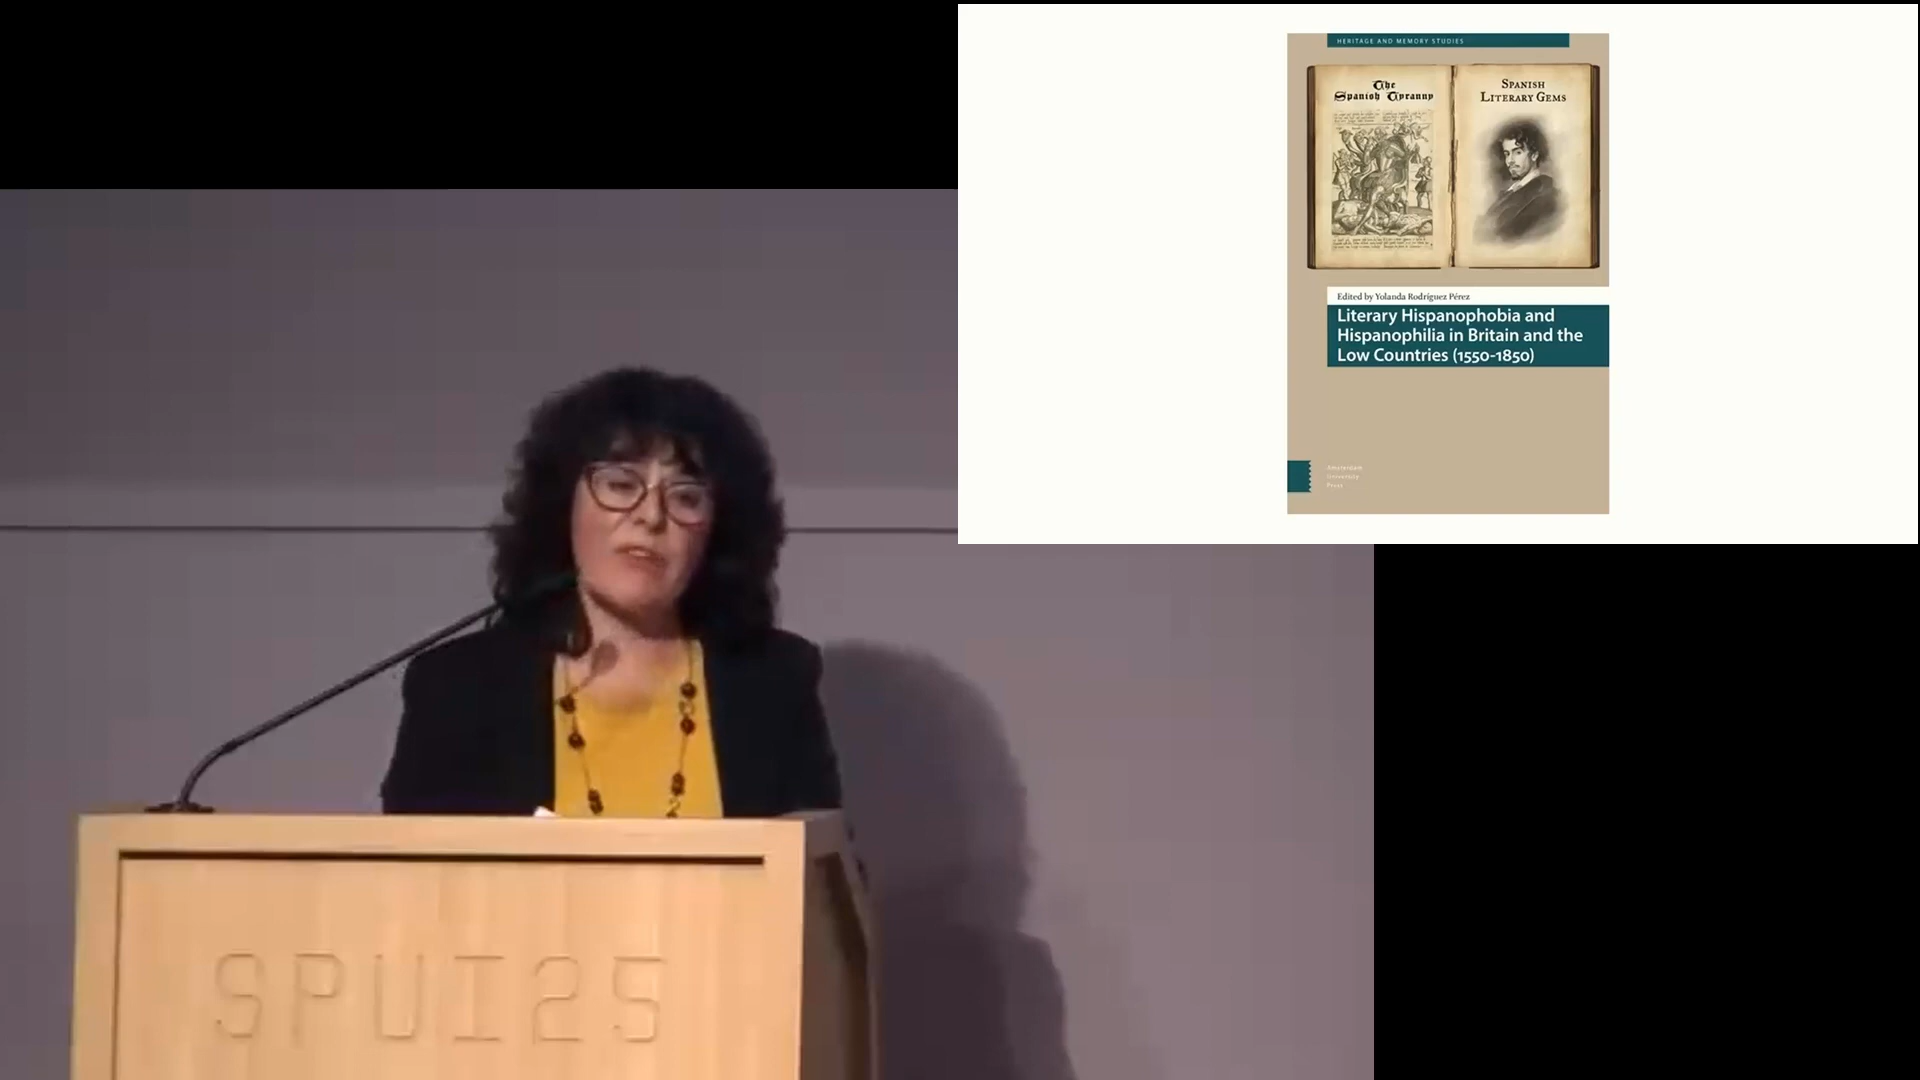 HERITAGE AND MEMORY STUDIES
The
Spanish Tyranny
SPANISH
LITERARY GEMS
Edited by Yolanda Rodríguez Pérez
Literary Hispanophobia and
Hispanophilia in Britain and the
Low Countries (1550-1850)
Amsterdam
University
Press
SPUI25